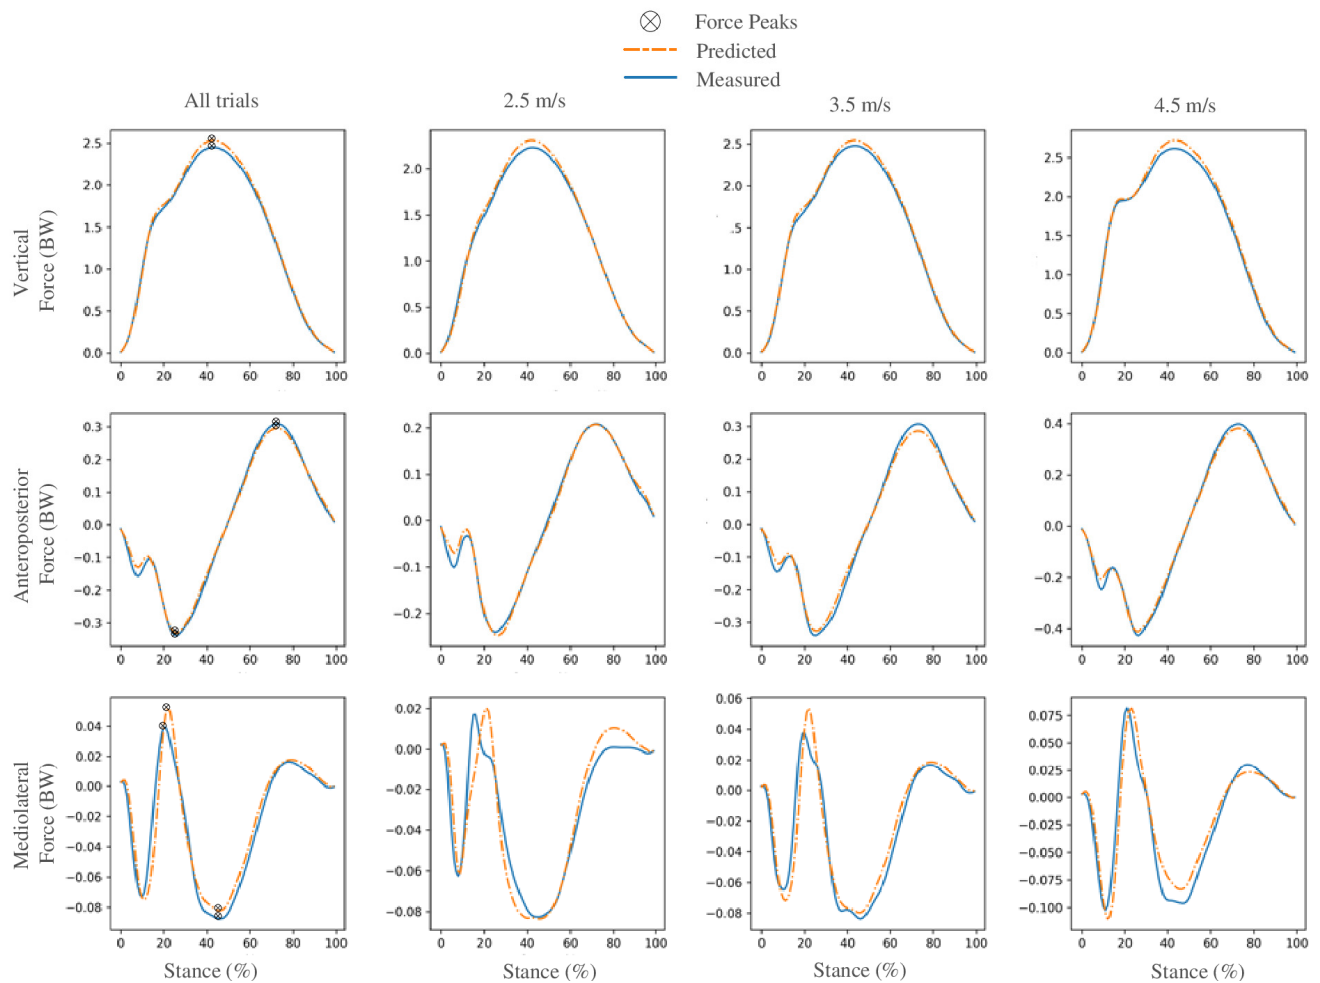 Force Peaks
Predicted
Measured
All trials
2.5 m/s
3.5 m/s
4.5 m/s
Vertical
Force (BW)
2.5
2.0
1.5
1.0
0.5
0.0
0 20 40 60 80 100
2.0
1.5
1.0
0.5
0.0
0 20 40 60 80 100
2.5
2.0
.5
1.0
0.5
0.0
0 20 40 60 80 100
2.5
2.0
1.5
1.0
0.5
0.0
0 20 40 60 80 100
Anteroposterior
Force (BW)
0.3
0.2
0.1
0.0
−0.1
−0.2
−0.3
0 20 40 60 80 100
0.2
0.1
0.0
−0.1
−0.2
0 20 40 60 80 100
0.3
0.2
0.1
0.0
−0.1
−0.2
−0.3
0 20 40 60 80 100
0.4
0.2
0.0
−0.2
−0.4
0 20 40 60 80 100
Mediolateral
Force (BW)
0.04
0.02
0.00
−0.02
−0.04
−0.06
−0.08
0 20 40 60 80 100
0.02
0.00
−0.02
−0.04
−0.06
−0.08
0 20 40 60 80 100
0.06
0.04
0.02
0.00
−0.02
−0.04
−0.06
−0.08
0 20 40 60 80 100
0.075
0.050
0.025
0.000
−0.025
−0.050
−0.075
−0.100
0 20 40 60 80 100
Stance (%)
Stance (%)
Stance (%)
Stance (%)